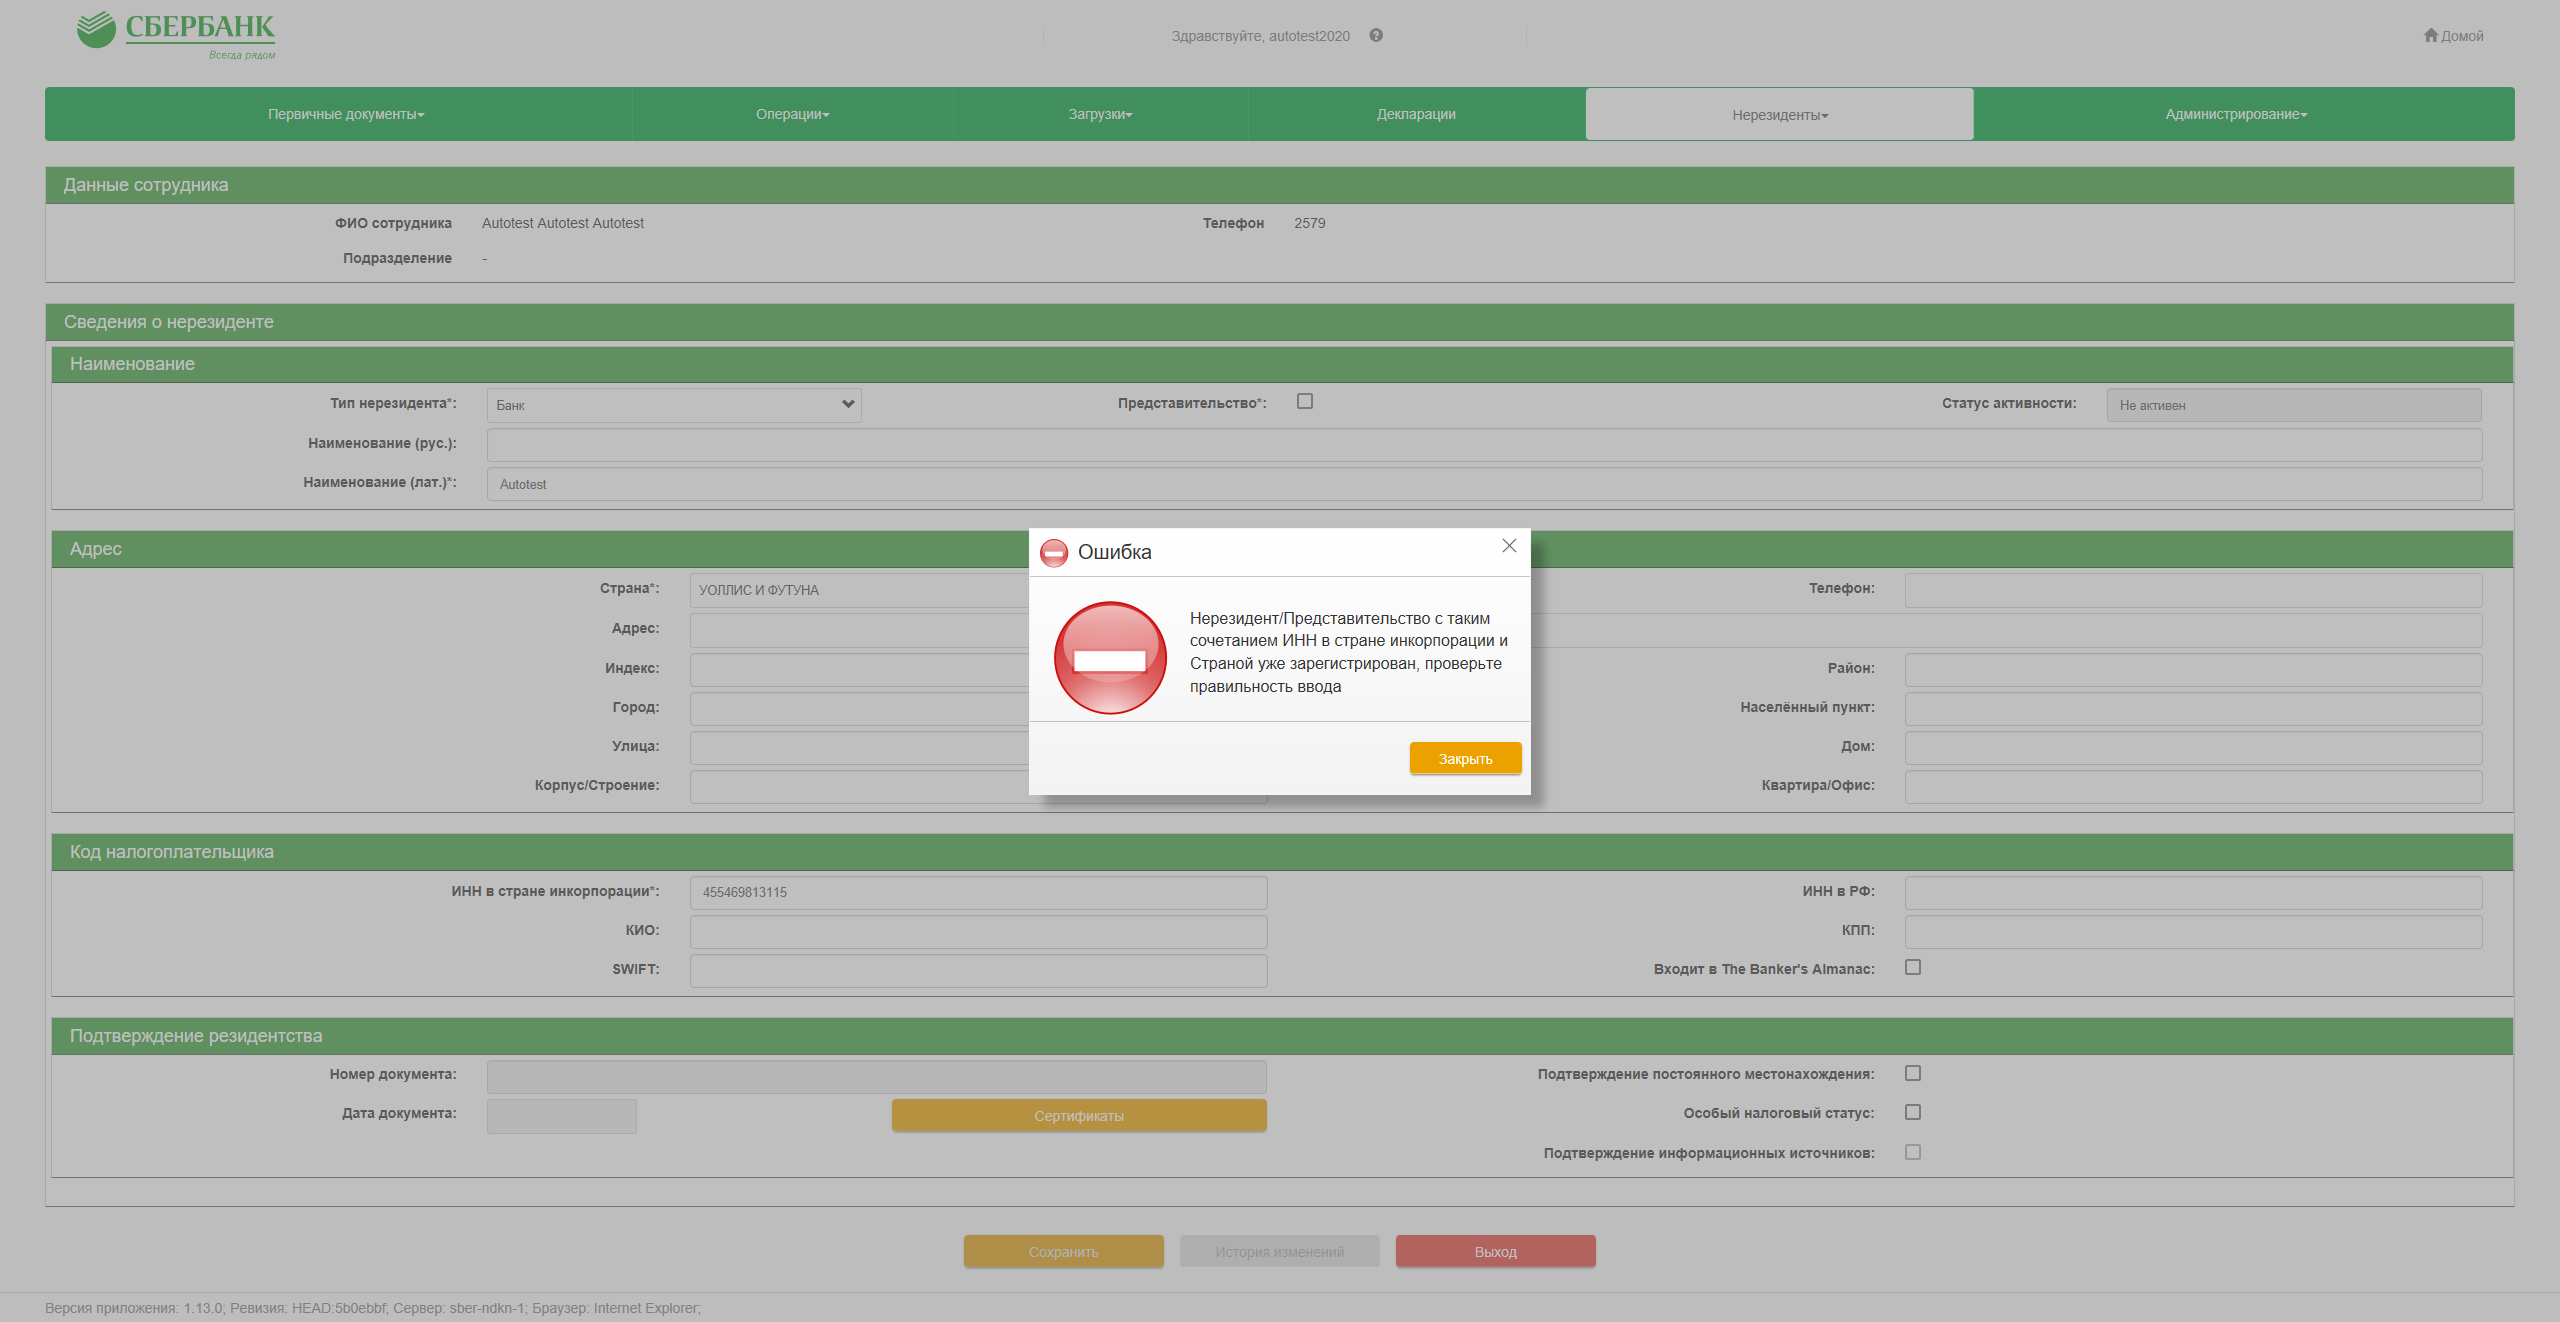 СБЕРБАНК
Всегда рядом
Здравствуйте, autotest2020
Домой
Первичные документы
Операции
Загрузки
Декларации
Нерезиденты
Администрирование
Данные сотрудника
ФИО сотрудника Autotest Autotest Autotest Телефон 2579
Подразделение -
Сведения о нерезиденте
Наименование
Тип нерезидента*: Банк Представительство*: Статус активности: Не активен
Наименование (рус.):
Наименование (лат.)*: Autotest
Адрес
Страна*: УОЛЛИС И ФУТУНА Телефон:
Адрес:
Индекс: Район:
Город: Населённый пункт:
Улица: Дом:
Корпус/Строение: Квартира/Офис:
Ошибка
Нерезидент/Представительство с таким
сочетанием ИНН в стране инкорпорации и
Страной уже зарегистрирован, проверьте
правильность ввода
Закрыть
Код налогоплательщика
ИНН в стране инкорпорации*: 455469813115 ИНН в РФ:
КИО: КПП:
SWIFT: Входит в The Banker's Almanac:
Подтверждение резидентства
Номер документа: Подтверждение постоянного местонахождения:
Дата документа: Сертификаты Особый налоговый статус:
Подтверждение информационных источников:
Сохранить История изменений Выход
Версия приложения: 1.13.0; Ревизия: HEAD:5b0ebbf; Сервер: sber-ndkn-1; Браузер: Internet Explorer;